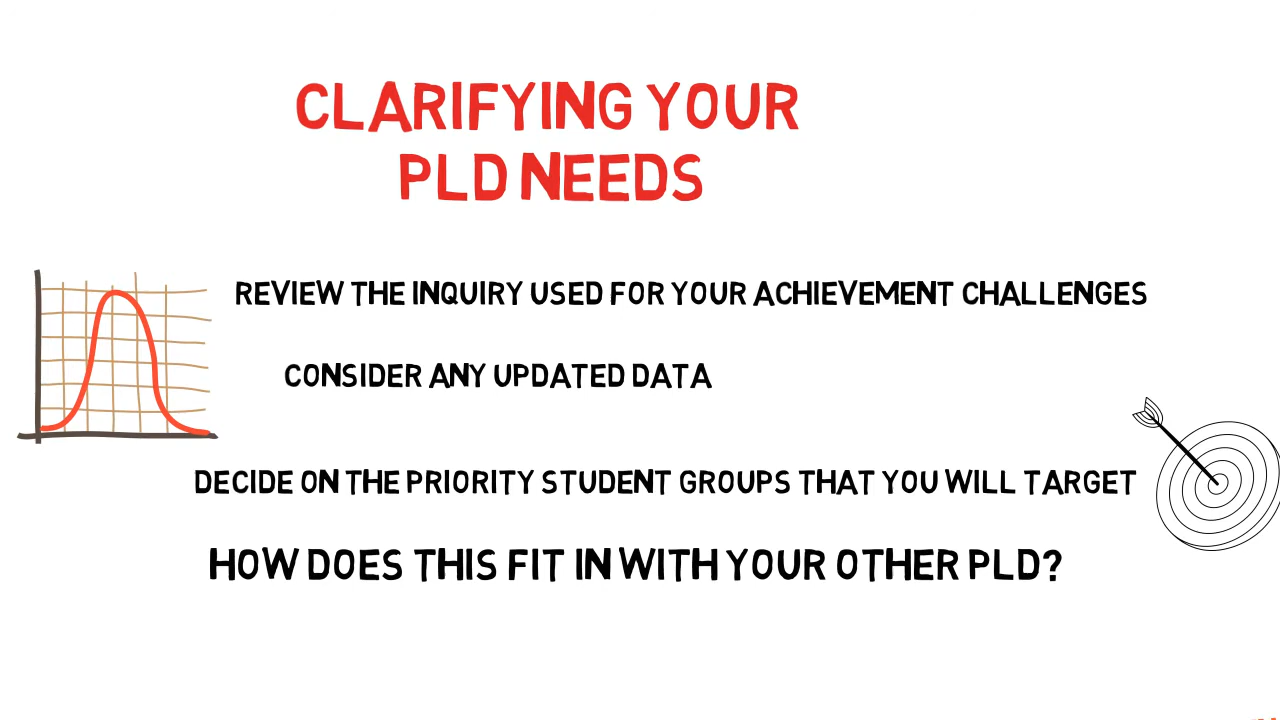 CLARIFYING YOUR
PLD NEEDS
REVIEW THE INQUIRY USED FOR YOUR ACHIEVEMENT CHALLENGES
CONSIDER ANY UPDATED DATA
DECIDE ON THE PRIORITY STUDENT GROUPS THAT YOU WILL TARGET
HOW DOES THIS FIT IN WITH YOUR OTHER PLD?